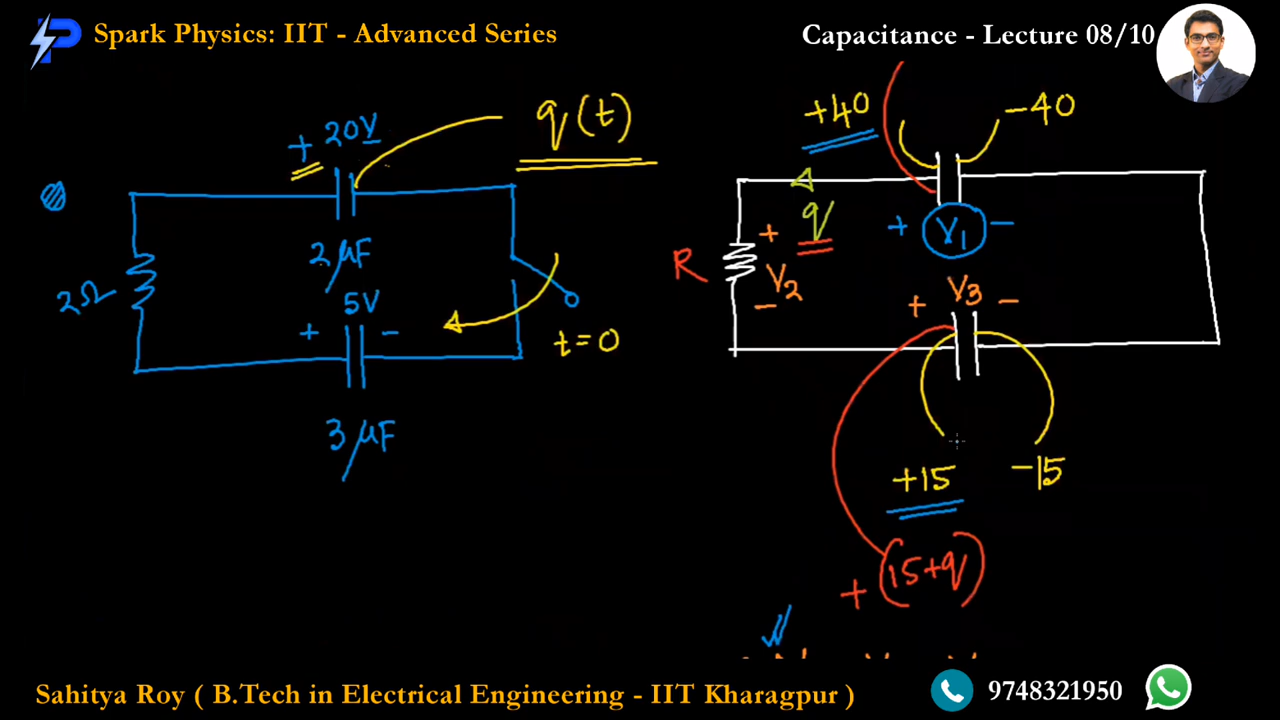 Spark Physics: IIT - Advanced Series
Capacitance - Lecture 08/10
+ 20V
q(t)
2Ω
2μF
5V
+ -
t=0
3μF
+40
-40
q
+ V₁ -
R
+
V₂
-
+ V₃ -
+15
-15
+ (15+q)
Sahitya Roy ( B.Tech in Electrical Engineering - IIT Kharagpur )
9748321950